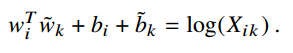 $w_i^T \tilde{w}_k + b_i + \tilde{b}_k = \log(X_{ik})\,.$